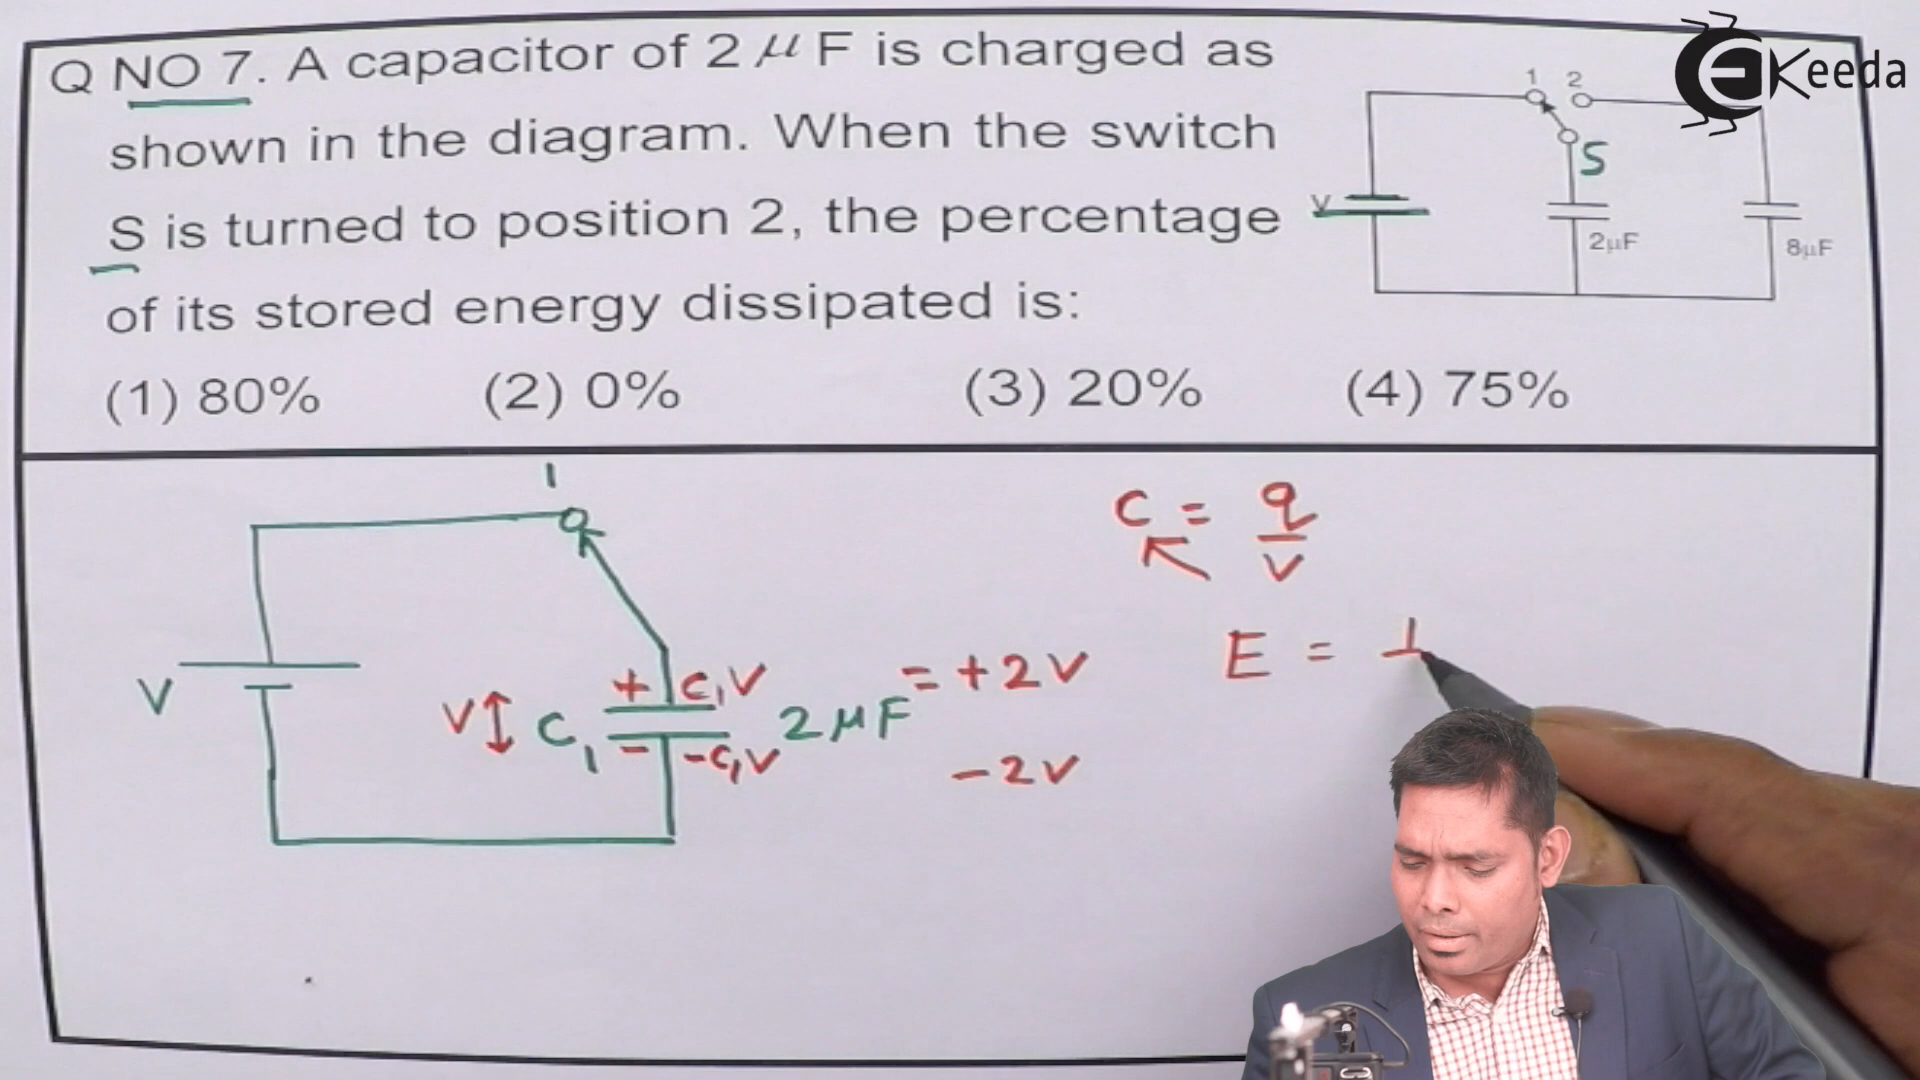 Q NO 7. A capacitor of 2 μ F is charged as
shown in the diagram. When the switch
S is turned to position 2, the percentage
of its stored energy dissipated is:
(1) 80% (2) 0% (3) 20% (4) 75%
1 2
S
V
2μF
8μF
EKeeda
1
V
V C₁ + C₁V 2μF = +2V
- -C₁V -2V
C = q/V
E = 1